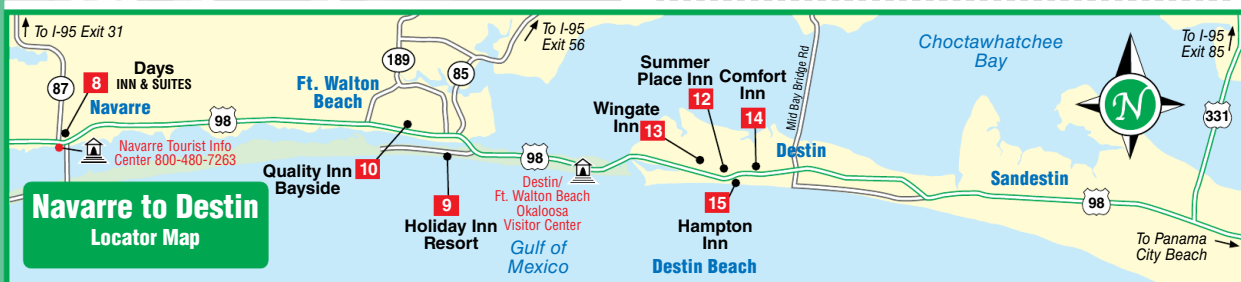 To I-95 Exit 31
87
8
Days
INN & SUITES
Navarre
98
Navarre Tourist Info
Center 800-480-7263
Navarre to Destin
Locator Map
Ft. Walton
Beach
189
85
To I-95
Exit 56
Quality Inn
Bayside
10
9
Holiday Inn
Resort
98
Destin/
Ft. Walton Beach
Okaloosa
Visitor Center
Gulf of
Mexico
Wingate
Inn
13
Summer
Place Inn
12
Comfort
Inn
14
15
Hampton
Inn
Mid Bay Bridge Rd
Destin
Destin Beach
Choctawhatchee
Bay
Sandestin
98
N
To I-95
Exit 85
331
To Panama
City Beach